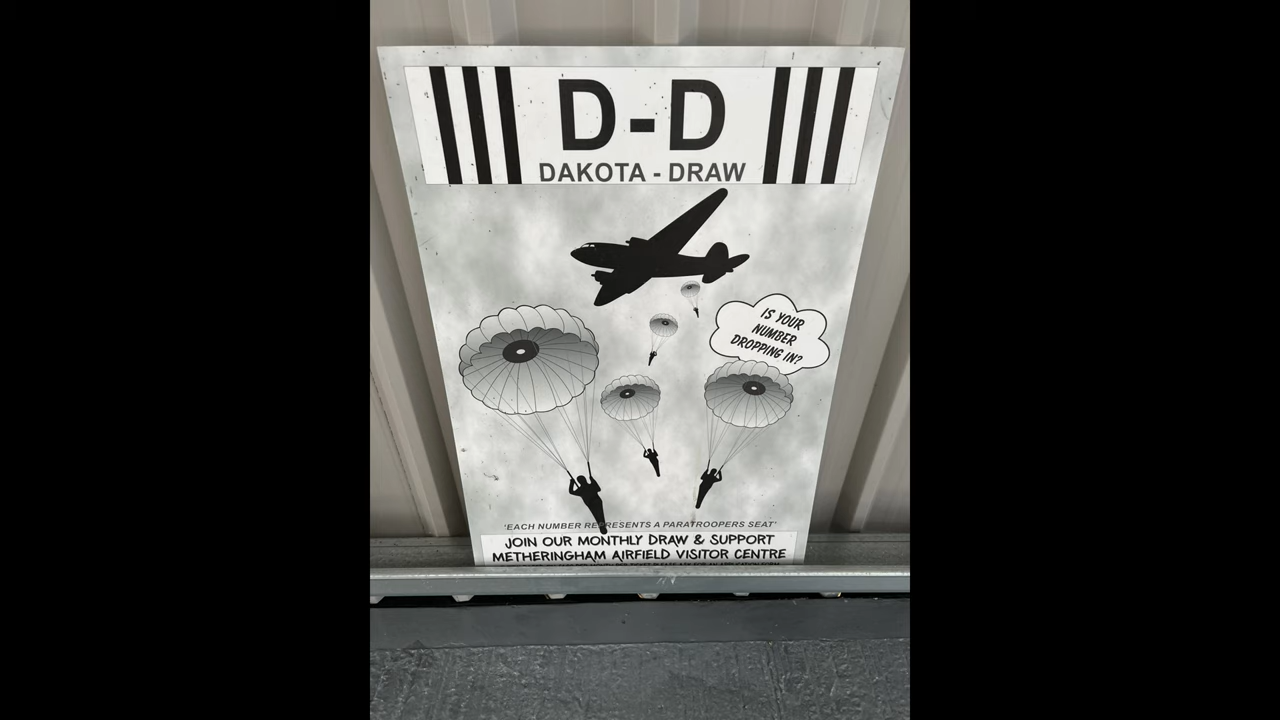 D-D
DAKOTA - DRAW
IS YOUR
NUMBER
DROPPING IN?
'EACH NUMBER REPRESENTS A PARATROOPERS SEAT'
JOIN OUR MONTHLY DRAW & SUPPORT
METHERINGHAM AIRFIELD VISITOR CENTRE